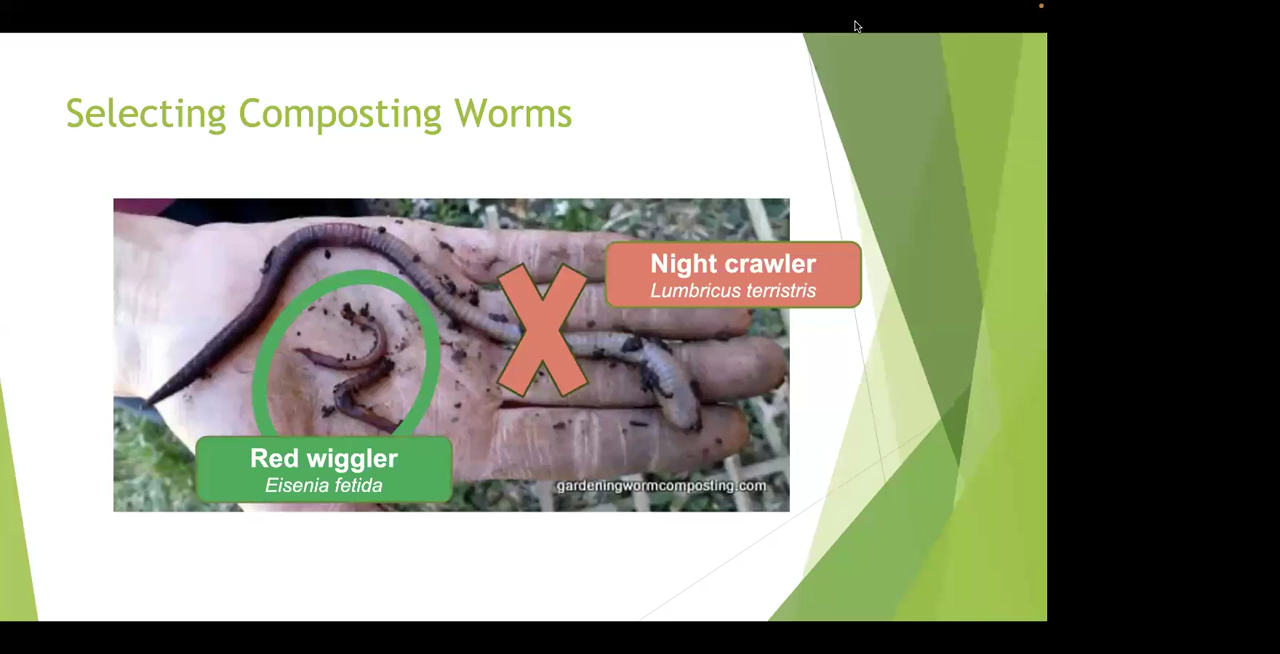 Selecting Composting Worms
Night crawler
Lumbricus terristris
Red wiggler
Eisenia fetida
gardeningwormcomposting.com